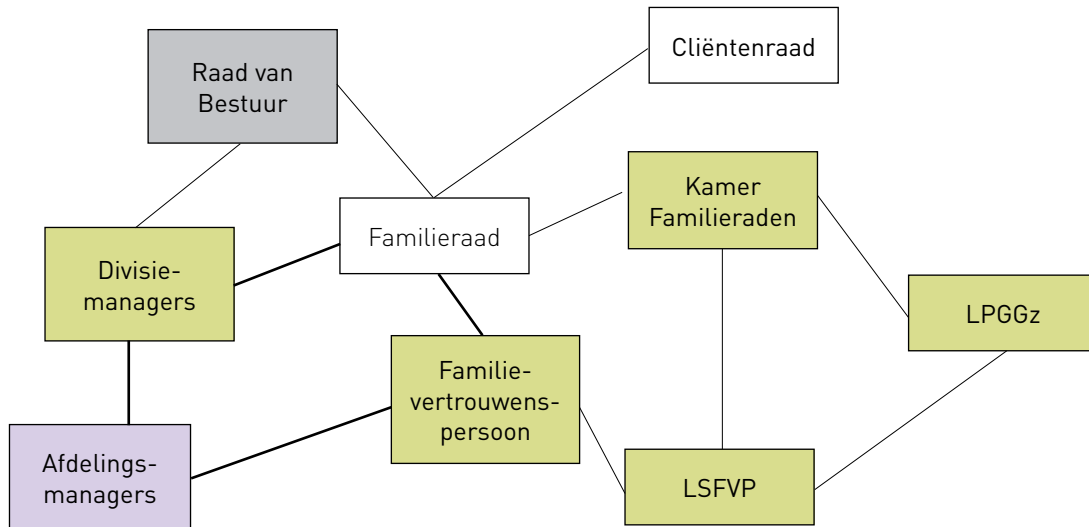 Cliëntenraad
Raad van
Bestuur
Kamer
Familieraden
Familieraad
Divisie-
managers
LPGGz
Familie-
vertrouwens-
persoon
Afdelings-
managers
LSFVP